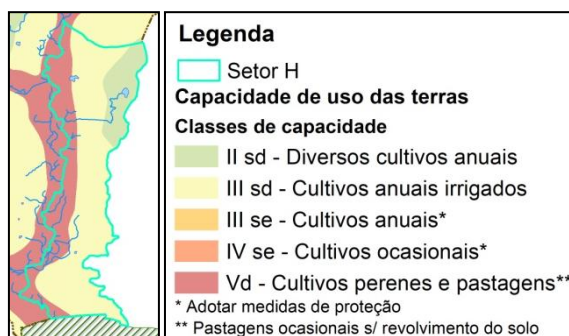 Legenda
Setor H
Capacidade de uso das terras
Classes de capacidade
II sd - Diversos cultivos anuais
III sd - Cultivos anuais irrigados
III se - Cultivos anuais*
IV se - Cultivos ocasionais*
Vd - Cultivos perenes e pastagens**
* Adotar medidas de proteção
** Pastagens ocasionais s/ revolvimento do solo